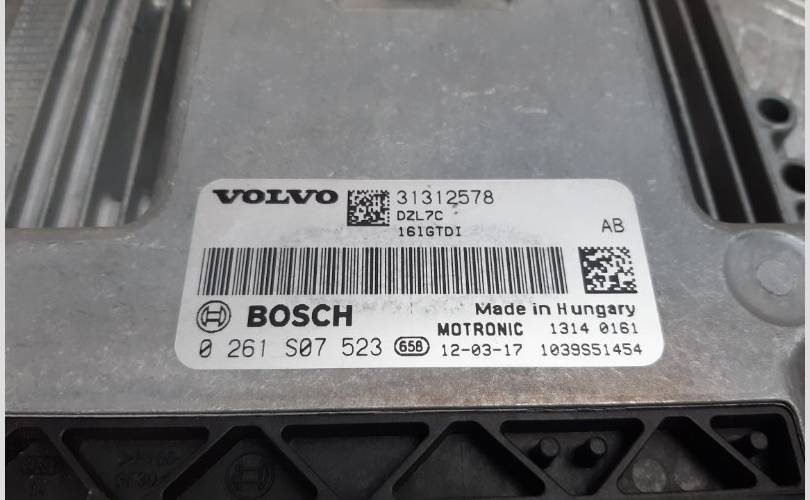 VOLVO 31312578
DZL7C
161GTDI
AB
BOSCH Made in Hungary
MOTRONIC 1314 0161
0 261 S07 523 658 12-03-17 1039S51454